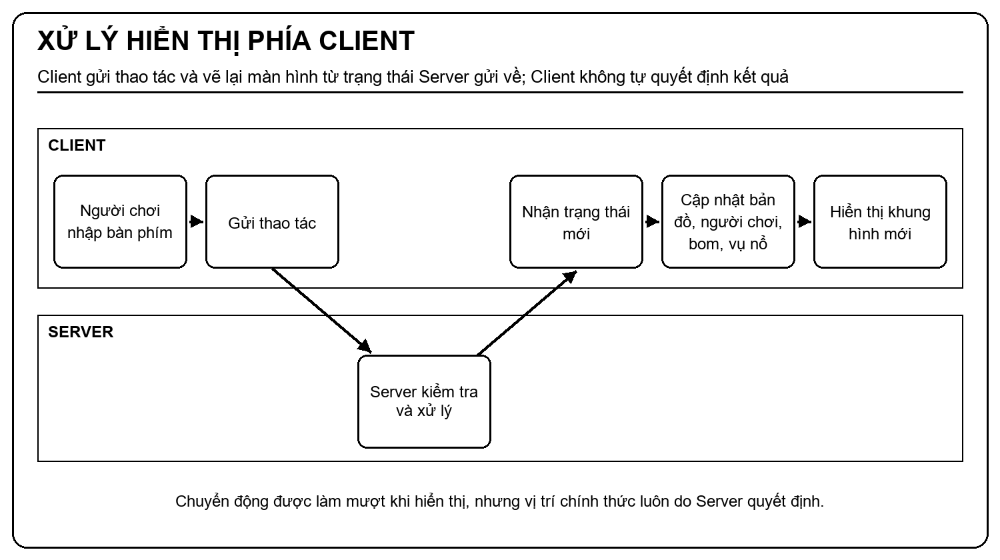 XỬ LÝ HIỂN THỊ PHÍA CLIENT
Client gửi thao tác và vẽ lại màn hình từ trạng thái Server gửi về; Client không tự quyết định kết quả
CLIENT
Người chơi
nhập bàn phím
Gửi thao tác
Nhận trạng thái
mới
Cập nhật bản
đồ, người chơi,
bom, vụ nổ
Hiển thị khung
hình mới
SERVER
Server kiểm tra
và xử lý
Chuyển động được làm mượt khi hiển thị, nhưng vị trí chính thức luôn do Server quyết định.